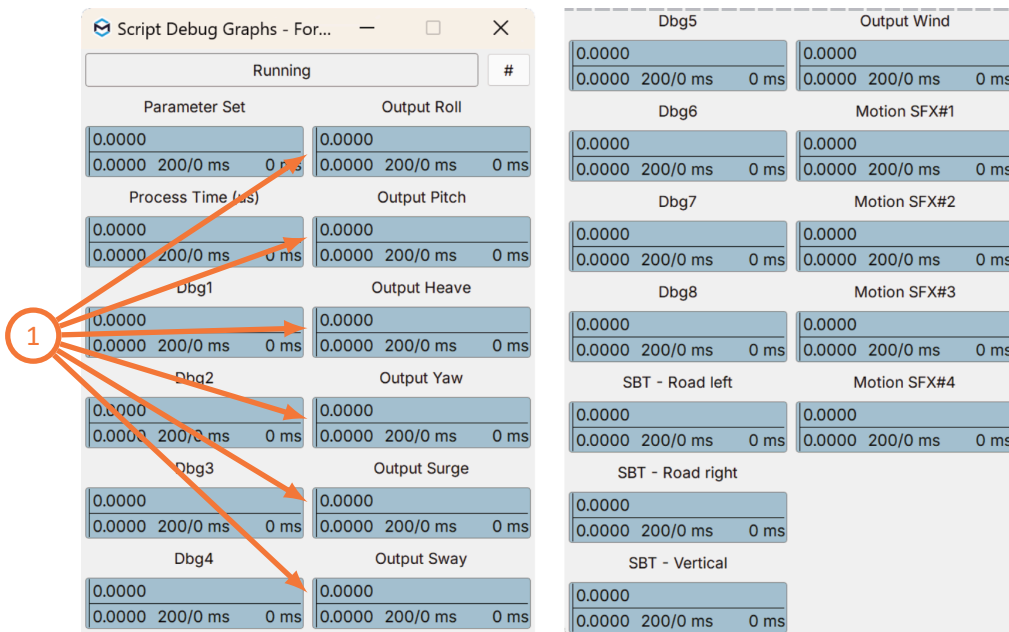 Script Debug Graphs - For...
Running #
Parameter Set Output Roll
0.0000 0.0000
0.0000 200/0 ms 0 ms 0.0000 200/0 ms 0 ms
Process Time (us) Output Pitch
0.0000 0.0000
0.0000 200/0 ms 0 ms 0.0000 200/0 ms 0 ms
Dbg1 Output Heave
0.0000 0.0000
0.0000 200/0 ms 0 ms 0.0000 200/0 ms 0 ms
1
Dbg2 Output Yaw
0.0000 0.0000
0.0000 200/0 ms 0 ms 0.0000 200/0 ms 0 ms
Dbg3 Output Surge
0.0000 0.0000
0.0000 200/0 ms 0 ms 0.0000 200/0 ms 0 ms
Dbg4 Output Sway
0.0000 0.0000
0.0000 200/0 ms 0 ms 0.0000 200/0 ms 0 ms
Dbg5 Output Wind
0.0000 0.0000
0.0000 200/0 ms 0 ms 0.0000 200/0 ms 0 ms
Dbg6 Motion SFX#1
0.0000 0.0000
0.0000 200/0 ms 0 ms 0.0000 200/0 ms 0 ms
Dbg7 Motion SFX#2
0.0000 0.0000
0.0000 200/0 ms 0 ms 0.0000 200/0 ms 0 ms
Dbg8 Motion SFX#3
0.0000 0.0000
0.0000 200/0 ms 0 ms 0.0000 200/0 ms 0 ms
SBT - Road left Motion SFX#4
0.0000 0.0000
0.0000 200/0 ms 0 ms 0.0000 200/0 ms 0 ms
SBT - Road right
0.0000
0.0000 200/0 ms 0 ms
SBT - Vertical
0.0000
0.0000 200/0 ms 0 ms